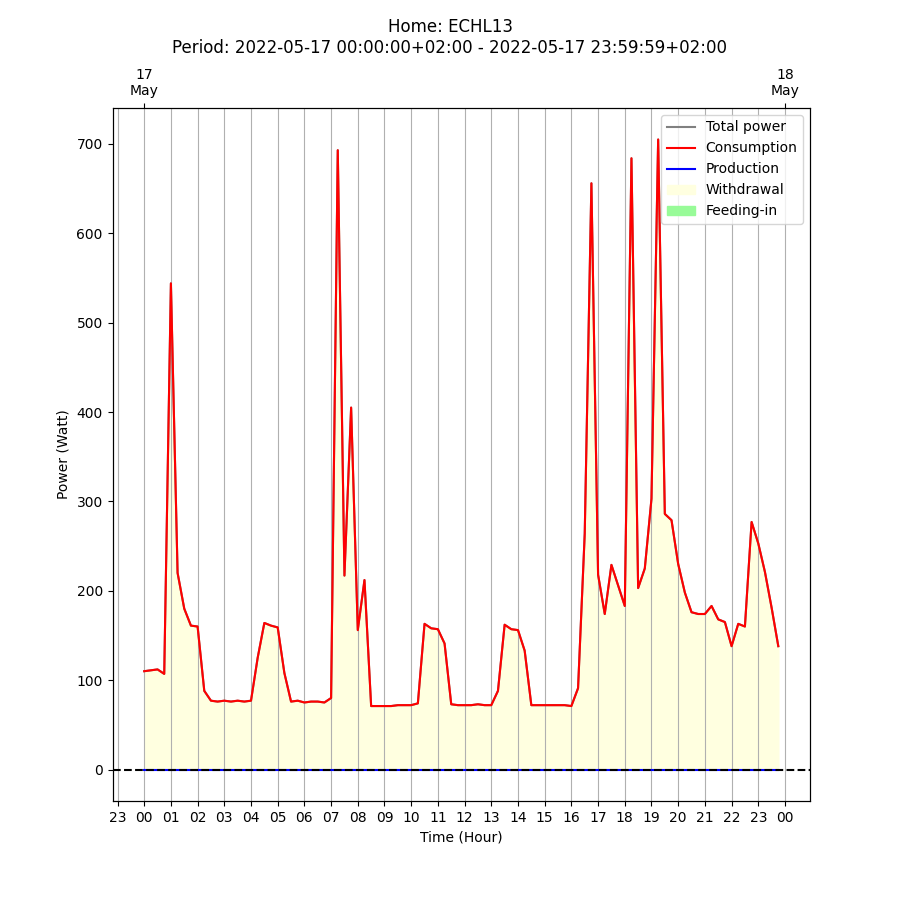 Home: ECHL13
Period: 2022-05-17 00:00:00+02:00 - 2022-05-17 23:59:59+02:00
17
May
18
May
Total power
Consumption
Production
Withdrawal
Feeding-in
Power (Watt)
700
600
500
400
300
200
100
0
23 00 01 02 03 04 05 06 07 08 09 10 11 12 13 14 15 16 17 18 19 20 21 22 23 00
Time (Hour)